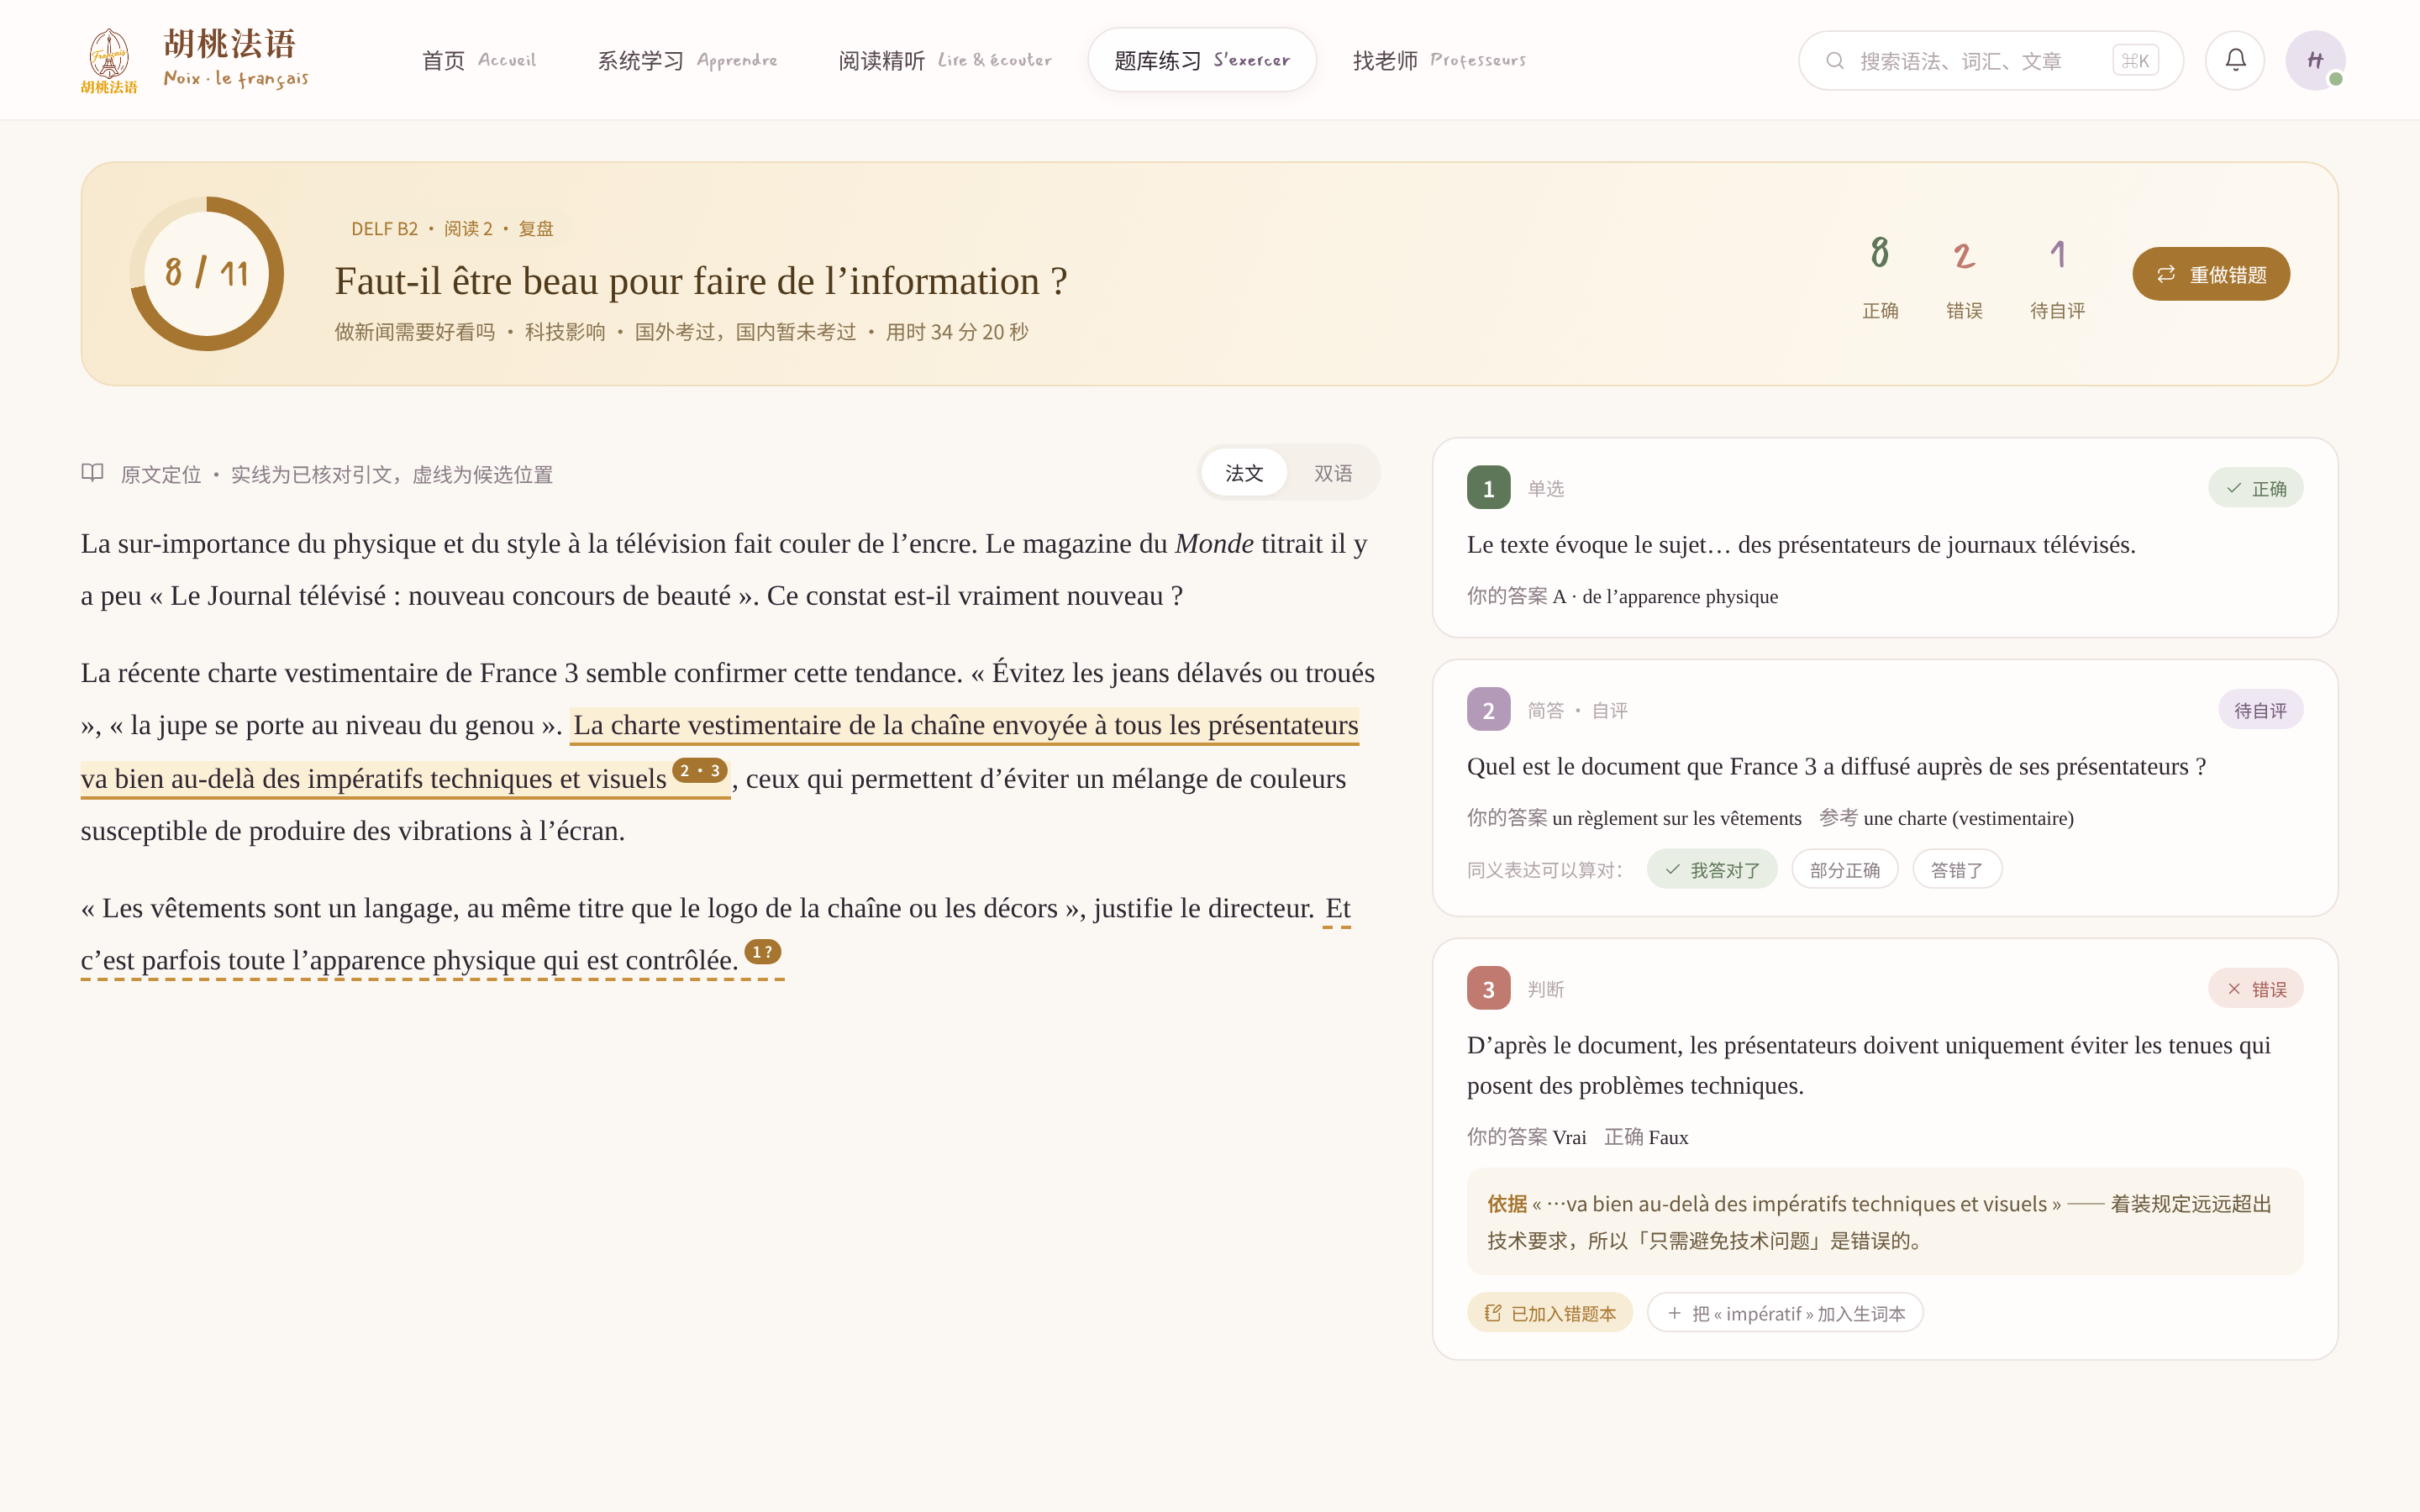 Français
胡桃法语
胡桃法语
Noix · le français
首页 Accueil
系统学习 Apprendre
阅读精听 Lire & écouter
题库练习 S'exercer
找老师 Professeurs
搜索语法、词汇、文章 ⌘K
H
8 / 11
DELF B2 · 阅读 2 · 复盘
Faut-il être beau pour faire de l’information ?
做新闻需要好看吗 · 科技影响 · 国外考过，国内暂未考过 · 用时 34 分 20 秒
8 正确
2 错误
1 待自评
重做错题
原文定位 · 实线为已核对引文，虚线为候选位置
法文 双语
La sur-importance du physique et du style à la télévision fait couler de l’encre. Le magazine du Monde titrait il y
a peu « Le Journal télévisé : nouveau concours de beauté ». Ce constat est-il vraiment nouveau ?
La récente charte vestimentaire de France 3 semble confirmer cette tendance. « Évitez les jeans délavés ou troués
», « la jupe se porte au niveau du genou ». La charte vestimentaire de la chaîne envoyée à tous les présentateurs
va bien au-delà des impératifs techniques et visuels 2 · 3 , ceux qui permettent d’éviter un mélange de couleurs
susceptible de produire des vibrations à l’écran.
« Les vêtements sont un langage, au même titre que le logo de la chaîne ou les décors », justifie le directeur. Et
c’est parfois toute l’apparence physique qui est contrôlée. 1 ?
1 单选 正确
Le texte évoque le sujet… des présentateurs de journaux télévisés.
你的答案 A · de l’apparence physique
2 简答 · 自评 待自评
Quel est le document que France 3 a diffusé auprès de ses présentateurs ?
你的答案 un règlement sur les vêtements 参考 une charte (vestimentaire)
同义表达可以算对： 我答对了 部分正确 答错了
3 判断 错误
D’après le document, les présentateurs doivent uniquement éviter les tenues qui
posent des problèmes techniques.
你的答案 Vrai 正确 Faux
依据 « …va bien au-delà des impératifs techniques et visuels » —— 着装规定远远超出
技术要求，所以「只需避免技术问题」是错误的。
已加入错题本 把 « impératif » 加入生词本